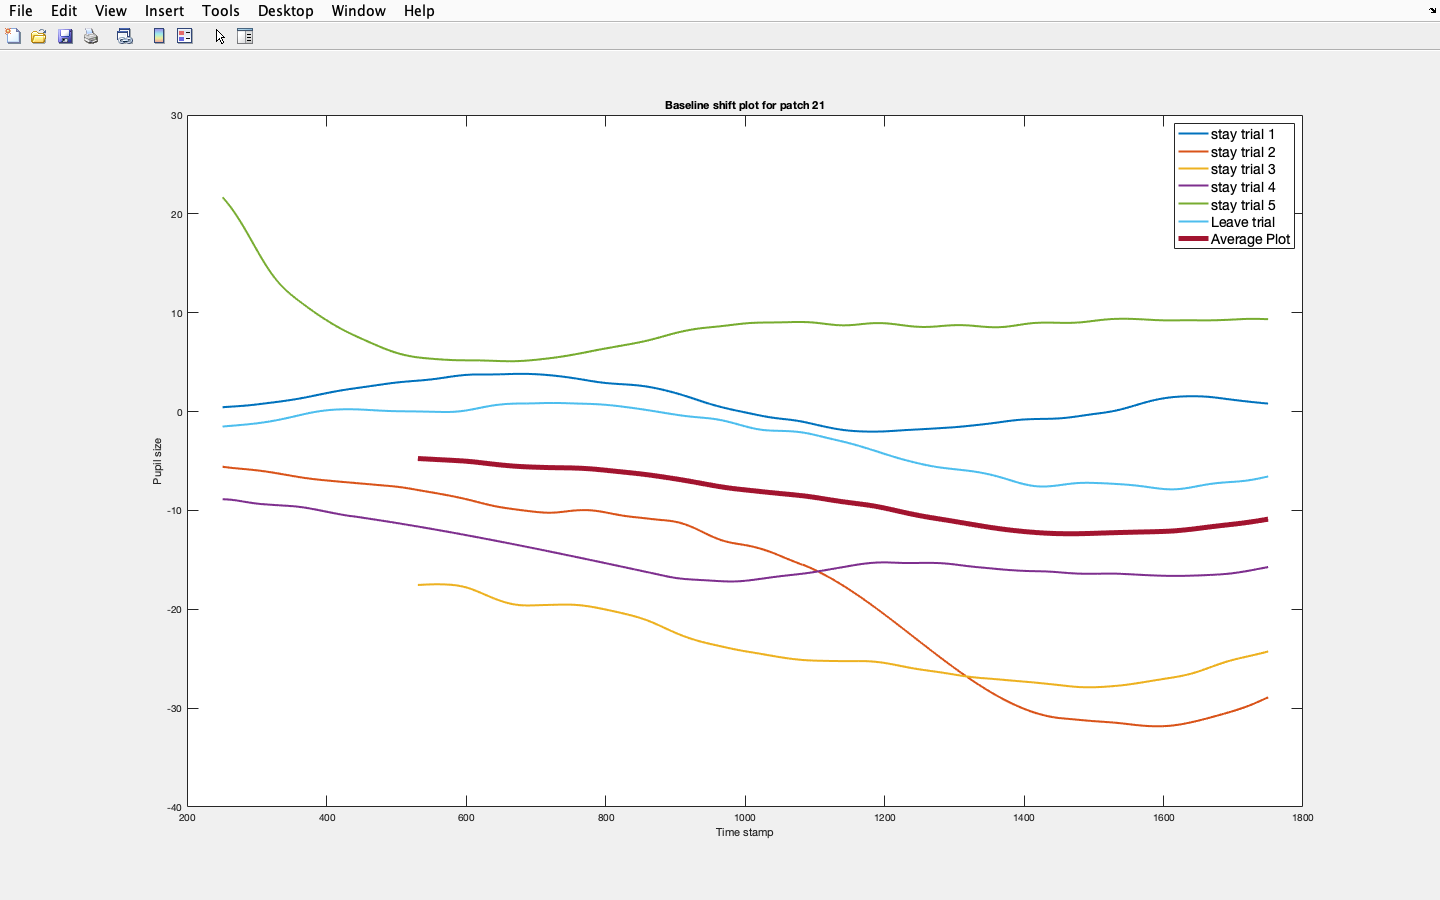 File Edit View Insert Tools Desktop Window Help
Baseline shift plot for patch 21
30
20
10
0
-10
-20
-30
-40
Pupil size
200 400 600 800 1000 1200 1400 1600 1800
Time stamp
stay trial 1
stay trial 2
stay trial 3
stay trial 4
stay trial 5
Leave trial
Average Plot